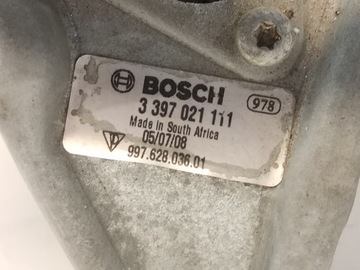 BOSCH
978
3 397 021 111
Made in South Africa
05/07/08
997.628.036.01